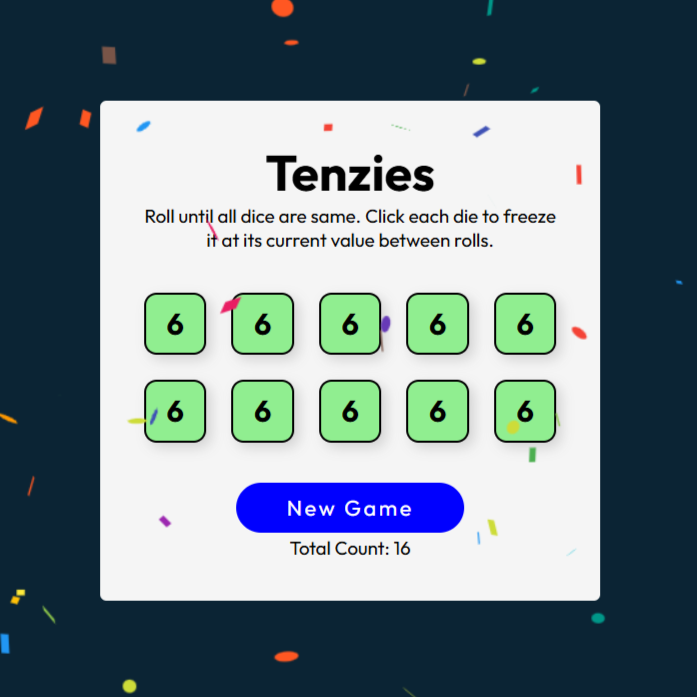 Tenzies
Roll until all dice are same. Click each die to freeze
it at its current value between rolls.
6 6 6 6 6
6 6 6 6 6
New Game
Total Count: 16